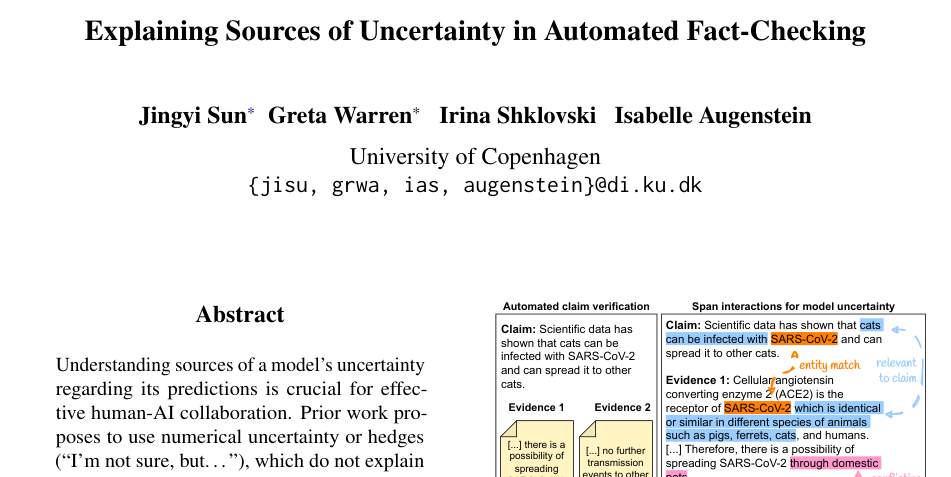 Explaining Sources of Uncertainty in Automated Fact-Checking
Jingyi Sun* Greta Warren* Irina Shklovski Isabelle Augenstein
University of Copenhagen
{jisu, grwa, ias, augenstein}@di.ku.dk
Abstract
Understanding sources of a model's uncertainty
regarding its predictions is crucial for effec-
tive human-AI collaboration. Prior work pro-
poses to use numerical uncertainty or hedges
("I'm not sure, but. . . "), which do not explain
Automated claim verification
Claim: Scientific data has
shown that cats can be
infected with SARS-CoV-2
and can spread it to other
cats.
Evidence 1
Evidence 2
[...] there is a
possibility of
spreading
[...] no further
transmission
events to other
Span interactions for model uncertainty
Claim: Scientific data has shown that cats
can be infected with SARS-CoV-2 and can
spread it to other cats.
entity match
relevant
to claim
Evidence 1: Cellular angiotensin
converting enzyme 2 (ACE2) is the
receptor of SARS-CoV-2 which is identical
or similar in different species of animals
such as pigs, ferrets, cats, and humans.
[...] Therefore, there is a possibility of
spreading SARS-CoV-2 through domestic